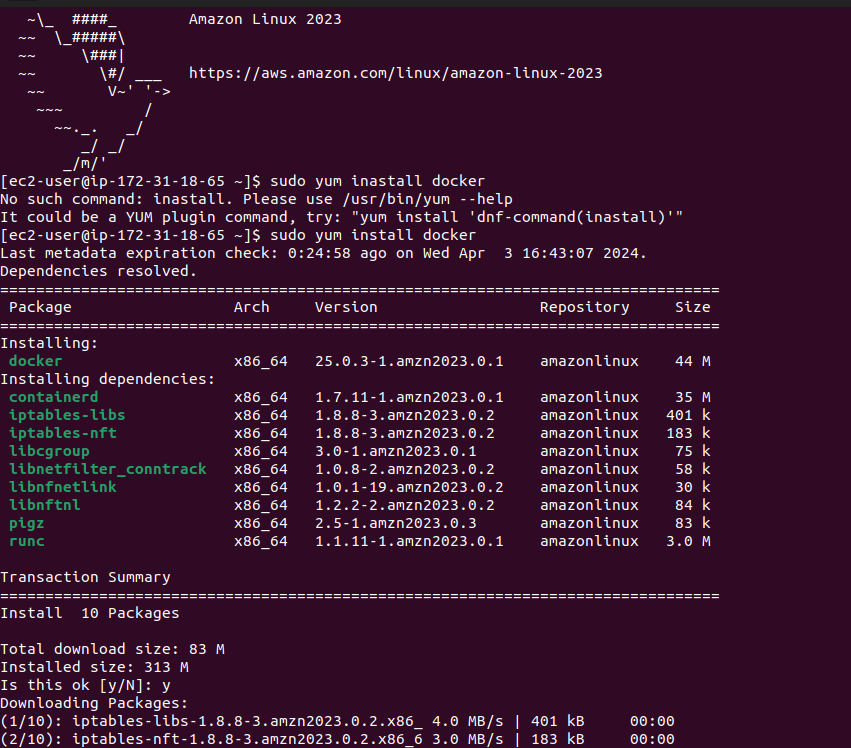 ~\_  ####_        Amazon Linux 2023
  ~~  \_#####\
  ~~     \###|
  ~~       \#/ ___   https://aws.amazon.com/linux/amazon-linux-2023
   ~~       V~' '->
    ~~~         /
      ~~._.   _/
         _/ _/
       _/m/'
[ec2-user@ip-172-31-18-65 ~]$ sudo yum inastall docker
No such command: inastall. Please use /usr/bin/yum --help
It could be a YUM plugin command, try: "yum install 'dnf-command(inastall)'"
[ec2-user@ip-172-31-18-65 ~]$ sudo yum install docker
Last metadata expiration check: 0:24:58 ago on Wed Apr  3 16:43:07 2024.
Dependencies resolved.
================================================================================
 Package                  Arch     Version                  Repository     Size
================================================================================
Installing:
 docker                   x86_64   25.0.3-1.amzn2023.0.1    amazonlinux    44 M
Installing dependencies:
 containerd               x86_64   1.7.11-1.amzn2023.0.1    amazonlinux    35 M
 iptables-libs            x86_64   1.8.8-3.amzn2023.0.2     amazonlinux   401 k
 iptables-nft             x86_64   1.8.8-3.amzn2023.0.2     amazonlinux   183 k
 libcgroup                x86_64   3.0-1.amzn2023.0.1       amazonlinux    75 k
 libnetfilter_conntrack   x86_64   1.0.8-2.amzn2023.0.2     amazonlinux    58 k
 libnfnetlink             x86_64   1.0.1-19.amzn2023.0.2    amazonlinux    30 k
 libnftnl                 x86_64   1.2.2-2.amzn2023.0.2     amazonlinux    84 k
 pigz                     x86_64   2.5-1.amzn2023.0.3       amazonlinux    83 k
 runc                     x86_64   1.1.11-1.amzn2023.0.1    amazonlinux   3.0 M

Transaction Summary
================================================================================
Install  10 Packages

Total download size: 83 M
Installed size: 313 M
Is this ok [y/N]: y
Downloading Packages:
(1/10): iptables-libs-1.8.8-3.amzn2023.0.2.x86_ 4.0 MB/s | 401 kB     00:00
(2/10): iptables-nft-1.8.8-3.amzn2023.0.2.x86_6 3.0 MB/s | 183 kB     00:00